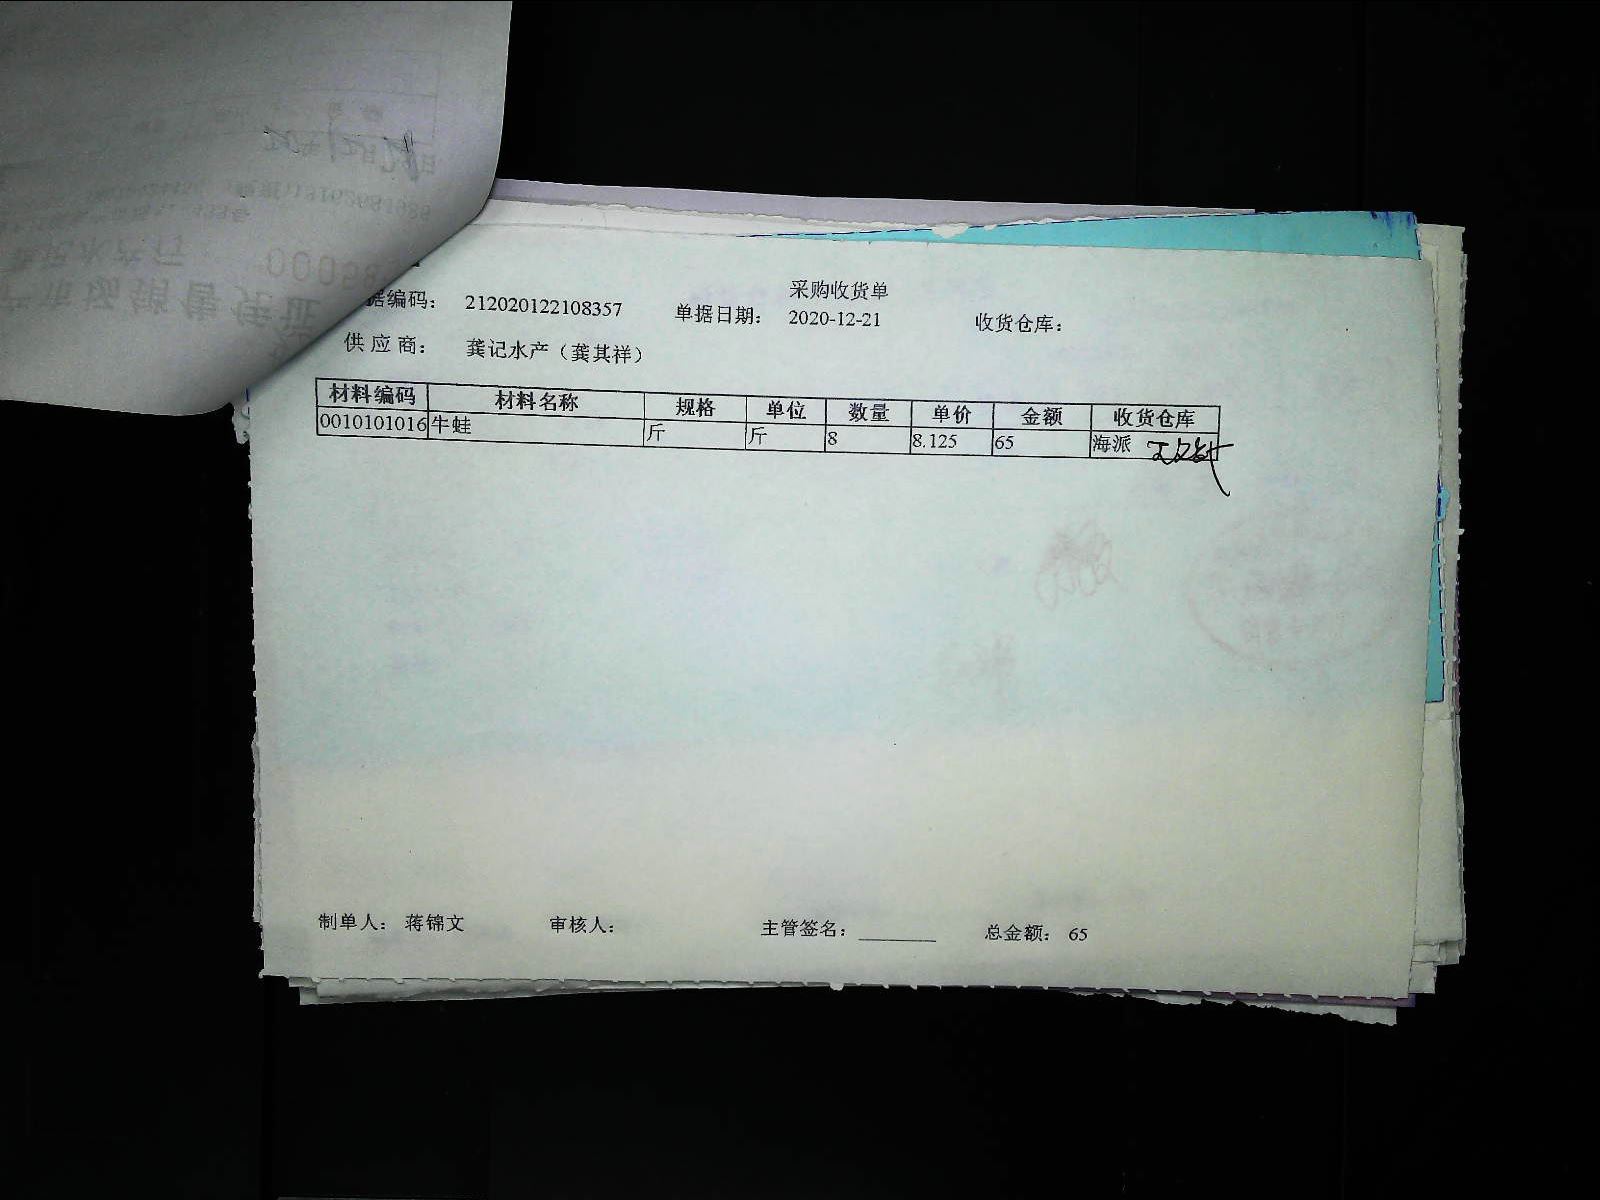 采购收货单
据编码： 212020122108357 单据日期： 2020-12-21 收货仓库：
供应商： 龚记水产（龚其祥）
材料编码 材料名称 规格 单位 数量 单价 金额 收货仓库
0010101016 牛蛙 斤 斤 8 8.125 65 海派
制单人： 蒋锦文 审核人： 主管签名：________ 总金额： 65